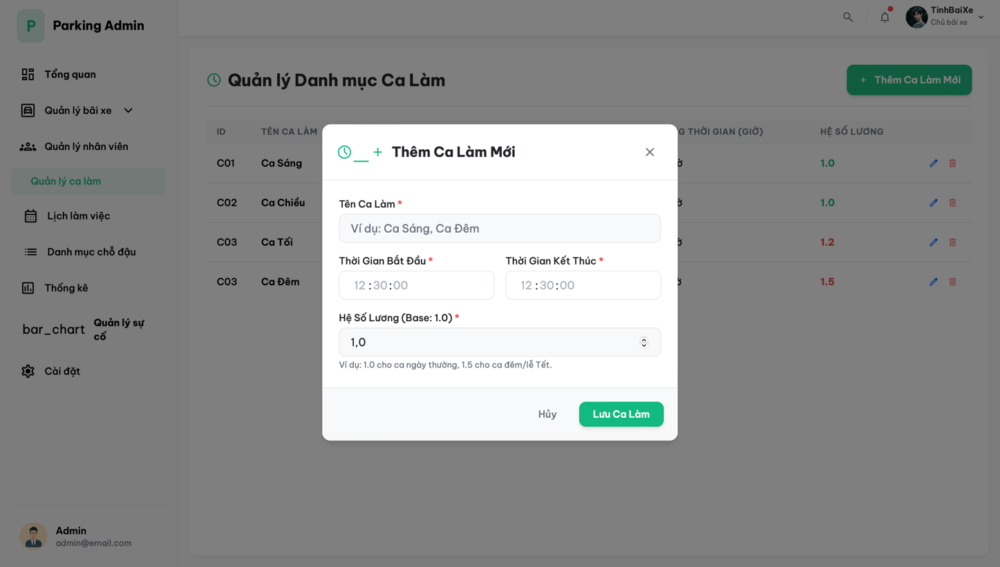 P Parking Admin
TinhBaiXe
Chủ bãi xe
Tổng quan
Quản lý bãi xe
Quản lý nhân viên
Quản lý ca làm
Lịch làm việc
Danh mục chỗ đậu
Thống kê
bar_chart Quản lý sự
cố
Cài đặt
Admin
admin@email.com
Quản lý Danh mục Ca Làm
+ Thêm Ca Làm Mới
ID TÊN CA LÀM G THỜI GIAN (GIỜ) HỆ SỐ LƯƠNG
C01 Ca Sáng ờ 1.0
C02 Ca Chiều ờ 1.0
C03 Ca Tối ờ 1.2
C03 Ca Đêm ờ 1.5
_+ Thêm Ca Làm Mới
Tên Ca Làm *
Ví dụ: Ca Sáng, Ca Đêm
Thời Gian Bắt Đầu * Thời Gian Kết Thúc *
12 :30:00 12 :30:00
Hệ Số Lương (Base: 1.0) *
1,0
Ví dụ: 1.0 cho ca ngày thường, 1.5 cho ca đêm/lễ Tết.
Hủy Lưu Ca Làm